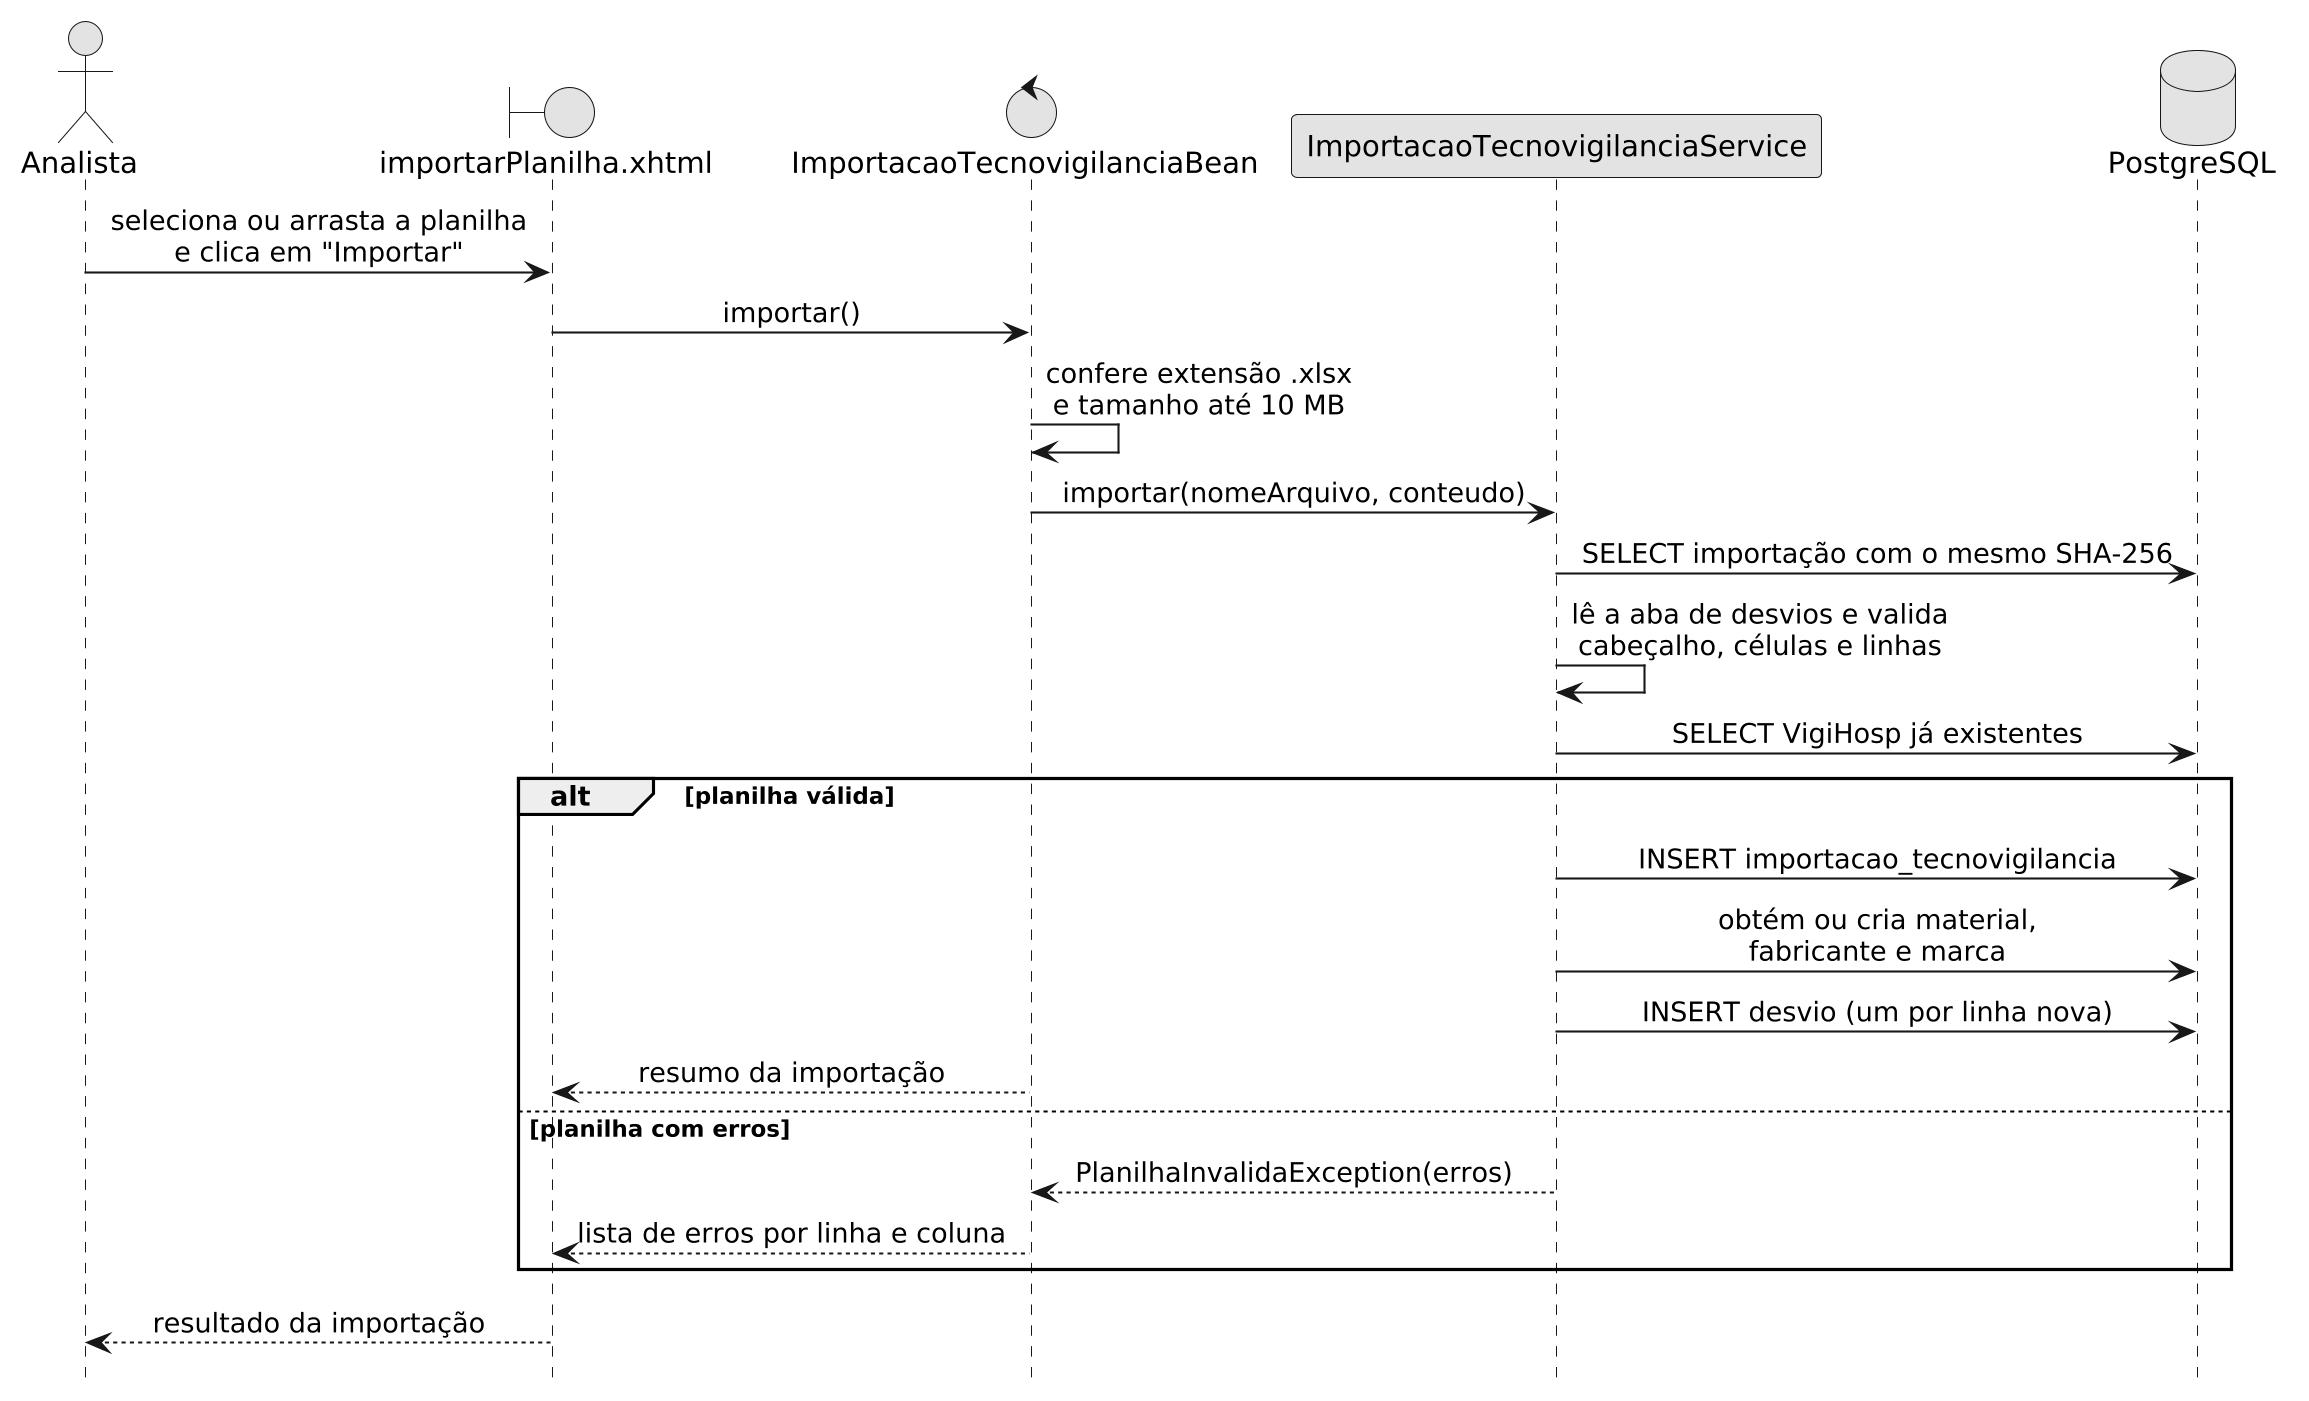 Analista
importarPlanilha.xhtml
ImportacaoTecnovigilanciaBean
ImportacaoTecnovigilanciaService
PostgreSQL
seleciona ou arrasta a planilha
e clica em "Importar"
importar()
confere extensão .xlsx
e tamanho até 10 MB
importar(nomeArquivo, conteudo)
SELECT importação com o mesmo SHA-256
lê a aba de desvios e valida
cabeçalho, células e linhas
SELECT VigiHosp já existentes
alt [planilha válida]
INSERT importacao_tecnovigilancia
obtém ou cria material,
fabricante e marca
INSERT desvio (um por linha nova)
resumo da importação
[planilha com erros]
PlanilhaInvalidaException(erros)
lista de erros por linha e coluna
resultado da importação